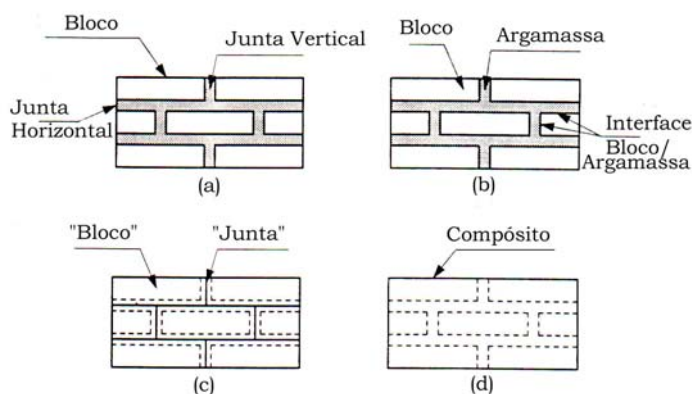 Bloco
Junta Vertical
Junta
Horizontal
(a)
Bloco
Argamassa
Interface
Bloco/
Argamassa
(b)
"Bloco"
"Junta"
(c)
Compósito
(d)